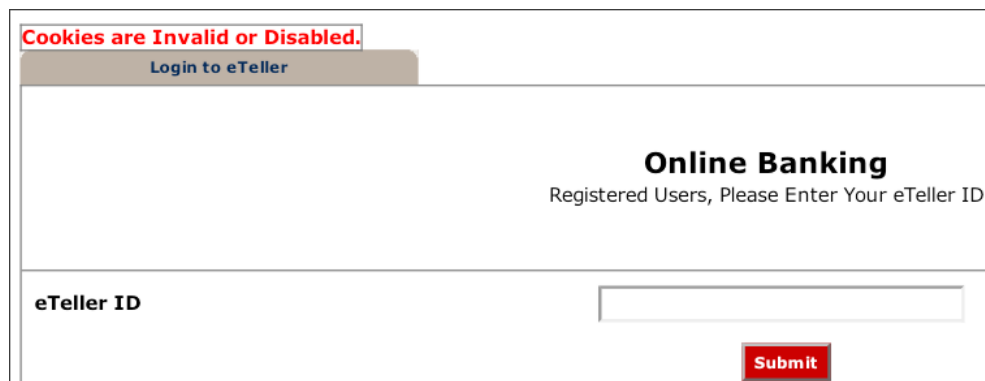 Cookies are Invalid or Disabled.
Login to eTeller
Online Banking
Registered Users, Please Enter Your eTeller ID
eTeller ID
Submit